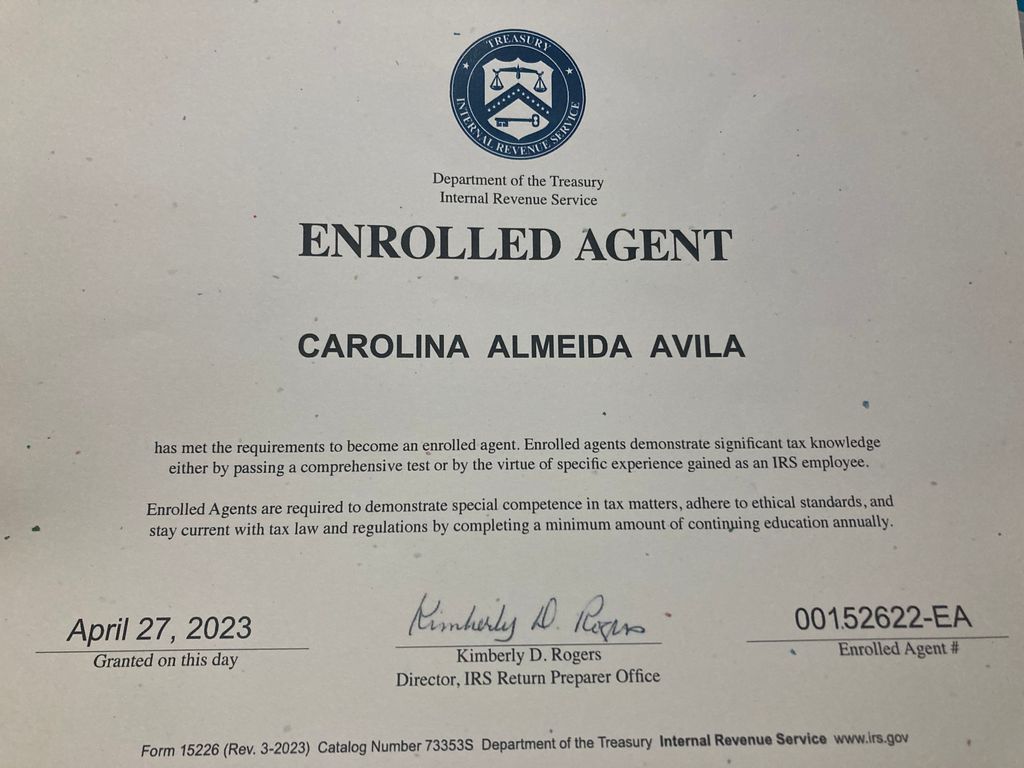 TREASURY
INTERNAL REVENUE SERVICE
Department of the Treasury
Internal Revenue Service
ENROLLED AGENT
CAROLINA ALMEIDA AVILA
has met the requirements to become an enrolled agent. Enrolled agents demonstrate significant tax knowledge
either by passing a comprehensive test or by the virtue of specific experience gained as an IRS employee.
Enrolled Agents are required to demonstrate special competence in tax matters, adhere to ethical standards, and
stay current with tax law and regulations by completing a minimum amount of continuing education annually.
April 27, 2023
Granted on this day
Kimberly D. Rogers
Kimberly D. Rogers
Director, IRS Return Preparer Office
00152622-EA
Enrolled Agent #
Form 15226 (Rev. 3-2023) Catalog Number 73353S Department of the Treasury Internal Revenue Service www.irs.gov